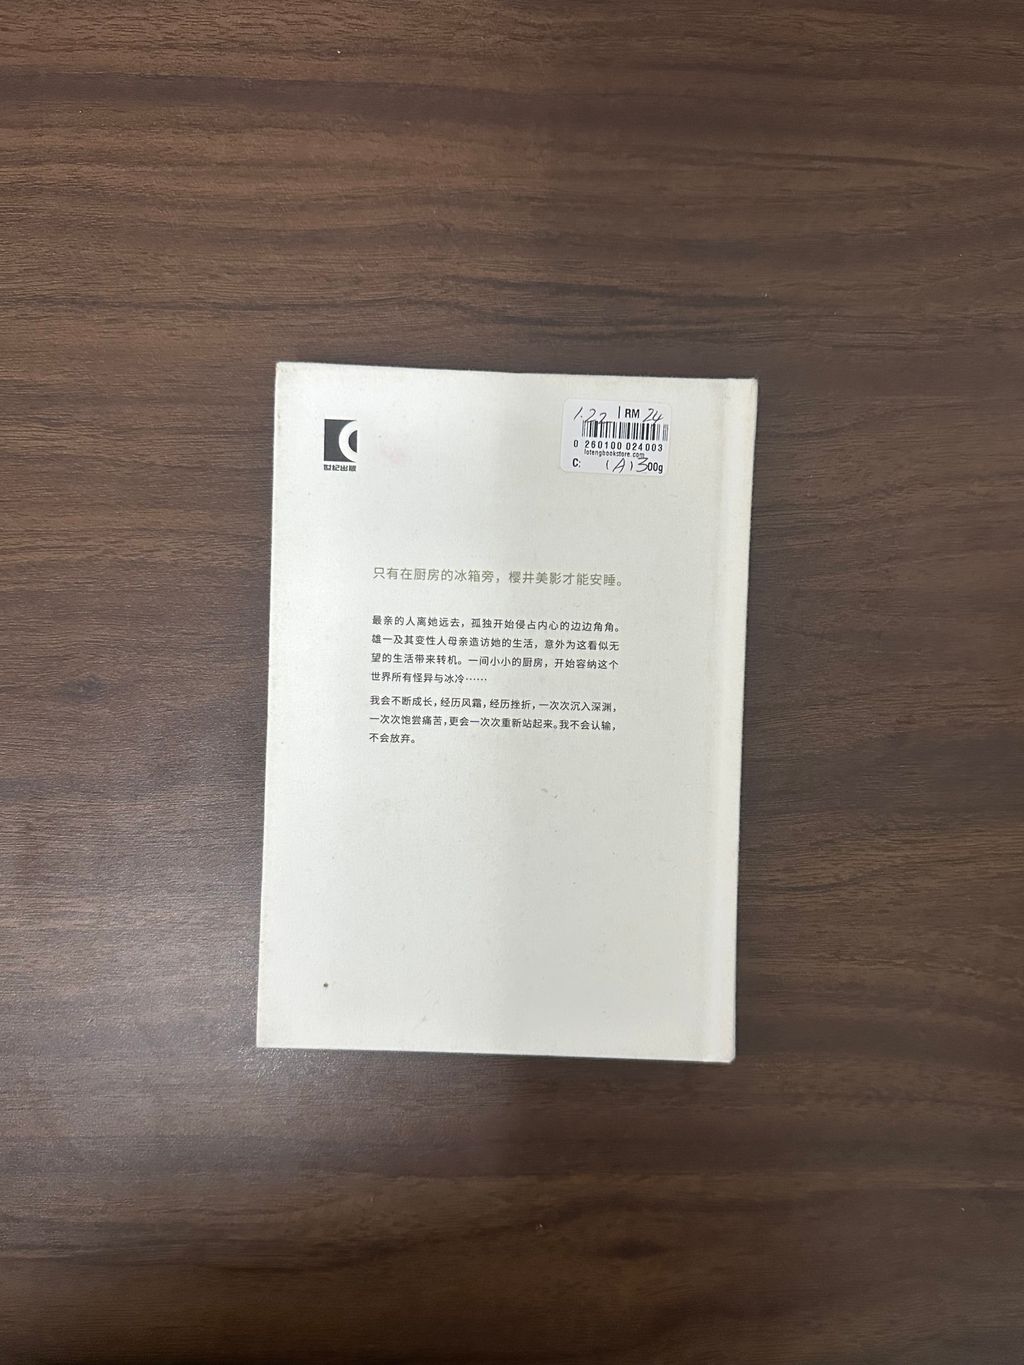 世纪出版
1.22 | RM 24
0 260100 024003
lotengbookstore.com
C: (A) 300g
只有在厨房的冰箱旁，樱井美影才能安睡。
最亲的人离她远去，孤独开始侵占内心的边边角角。
雄一及其变性人母亲造访她的生活，意外为这看似无
望的生活带来转机。一间小小的厨房，开始容纳这个
世界所有怪异与冰冷……
我会不断成长，经历风霜，经历挫折，一次次沉入深渊，
一次次饱尝痛苦，更会一次次重新站起来。我不会认输，
不会放弃。